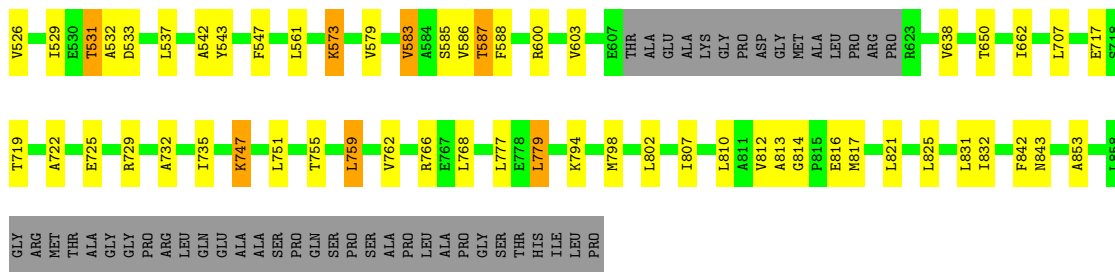 V526 I529 E530 T531 A532 D533 L537 A542 Y543 F547 L561 K573 V579 V583 A584 S585 V586 T587 F588 R600 V603 E607 THR ALA GLU ALA LYS GLY PRO ASP GLY MET ALA LEU PRO ARG PRO R623 V638 T650 I662 L707 E717 S718
T719 A722 E725 R729 A732 I735 K747 L751 T755 L759 V762 R766 E767 L768 L777 E778 L779 K794 M798 L802 I807 L810 A811 V812 A813 G814 P815 E816 M817 L821 L825 L831 I832 F842 N843 A853 L858
GLY ARG MET THR ALA GLY GLY PRO ARG LEU GLN GLU ALA ALA SER PRO GLN SER PRO SER ALA PRO LEU ALA PRO GLY SER THR HIS ILE LEU PRO